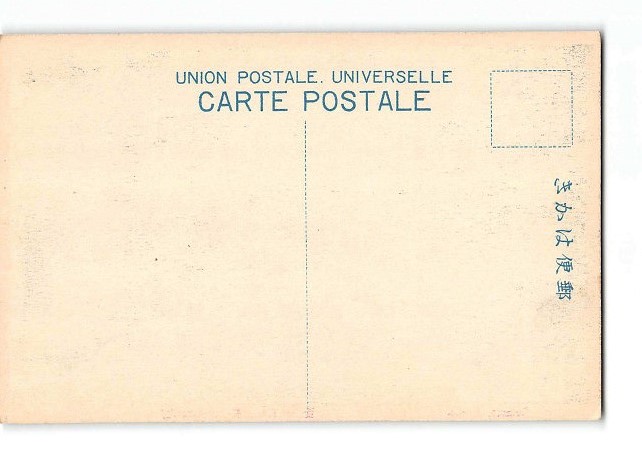 UNION POSTALE. UNIVERSELLE
CARTE POSTALE
郵便はかき